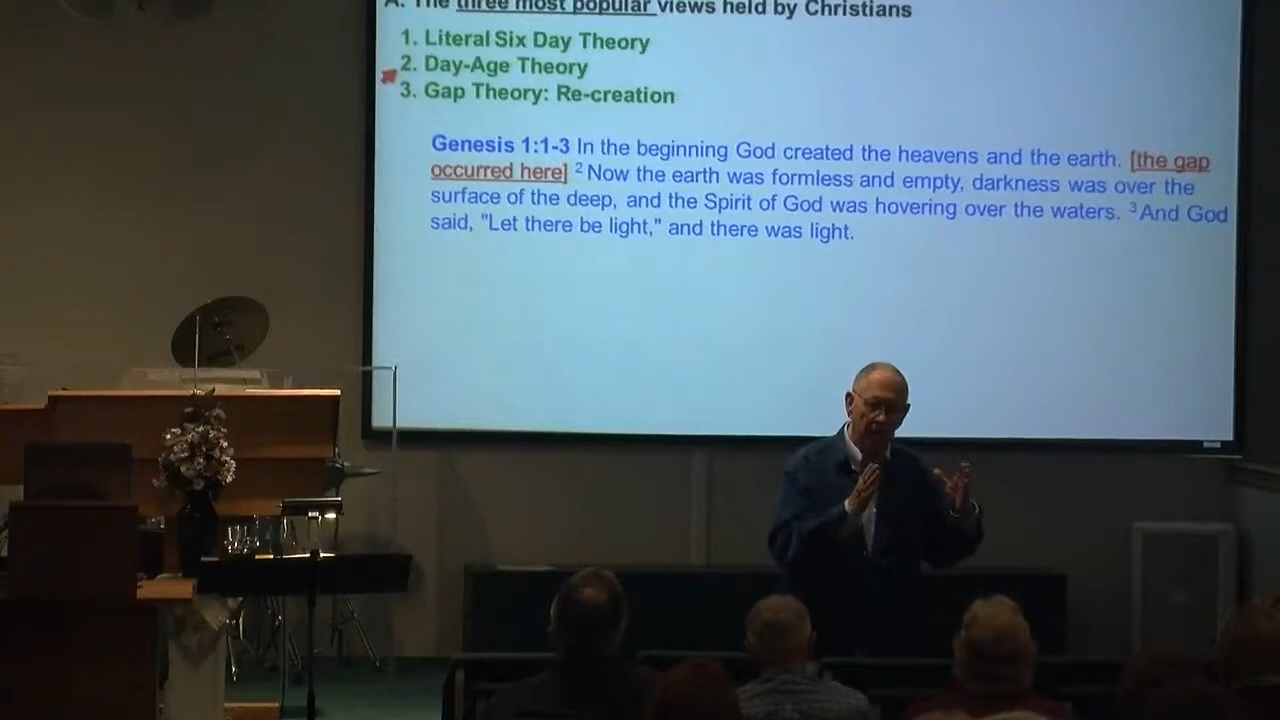 A. The three most popular views held by Christians
1. Literal Six Day Theory
2. Day-Age Theory
3. Gap Theory: Re-creation
Genesis 1:1-3 In the beginning God created the heavens and the earth. [the gap
occurred here] 2 Now the earth was formless and empty, darkness was over the
surface of the deep, and the Spirit of God was hovering over the waters. 3 And God
said, "Let there be light," and there was light.